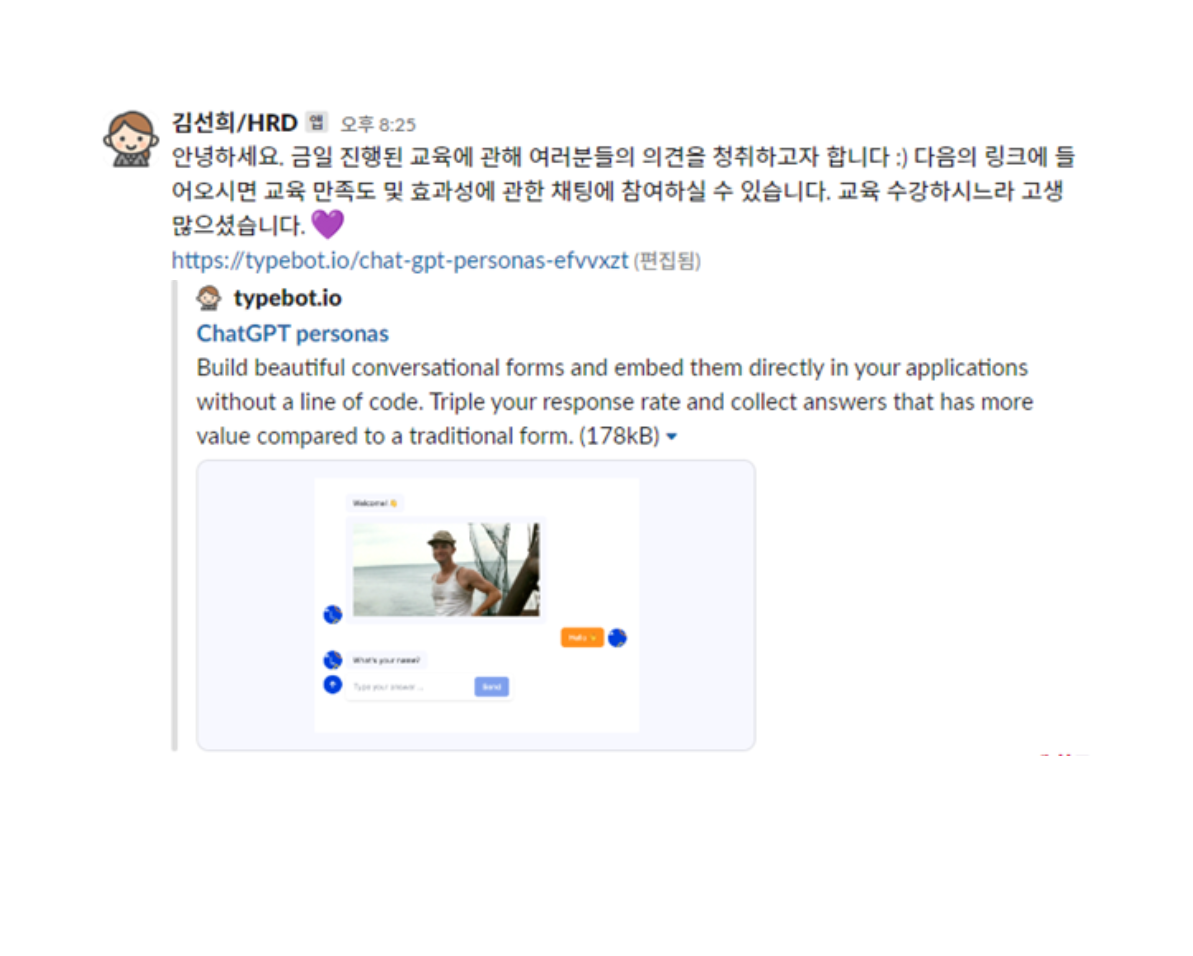 김선희/HRD 앱 오후 8:25
안녕하세요. 금일 진행된 교육에 관해 여러분들의 의견을 청취하고자 합니다 :) 다음의 링크에 들
어오시면 교육 만족도 및 효과성에 관한 채팅에 참여하실 수 있습니다. 교육 수강하시느라 고생
많으셨습니다. 💜
https://typebot.io/chat-gpt-personas-efvvxzt (편집됨)
typebot.io
ChatGPT personas
Build beautiful conversational forms and embed them directly in your applications
without a line of code. Triple your response rate and collect answers that has more
value compared to a traditional form. (178kB)
Welcome! 👋
Hello 👋
What's your name?
Type your answer ...
Send